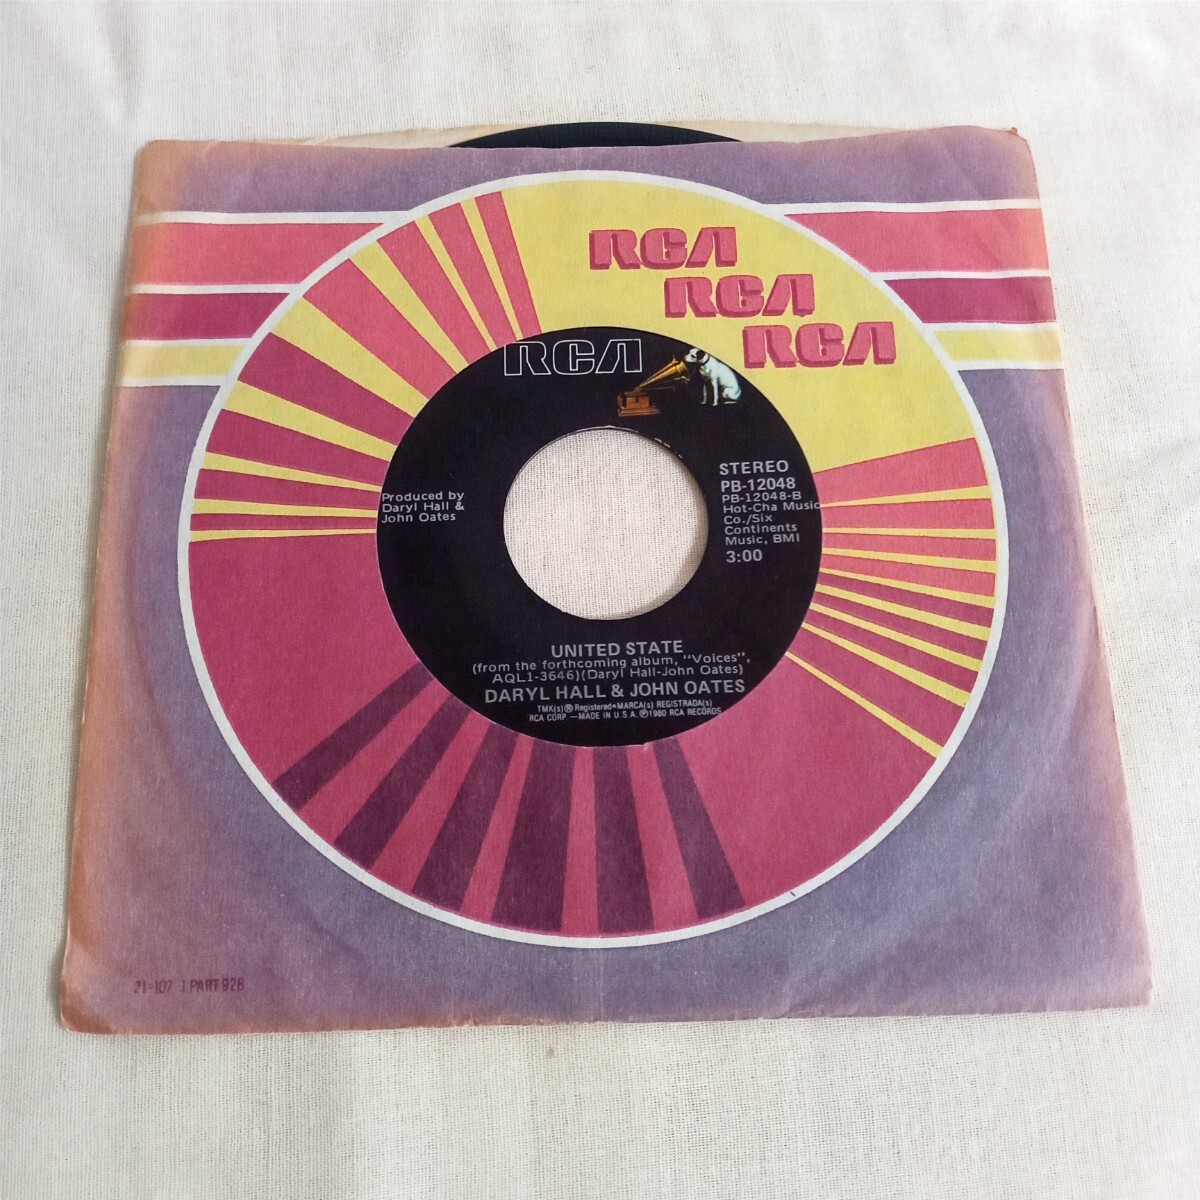 RCA
RCA
RCA
RCA
STEREO
PB-12048
PB-12048-B
Hot-Cha Music
Co./Six
Continents
Music, BMI
3:00
Produced by
Daryl Hall &
John Oates
UNITED STATE
(from the forthcoming album, "Voices",
AQL1-3646)(Daryl Hall-John Oates)
DARYL HALL & JOHN OATES
TMK(s)®Registered•MARCA(s) REGISTRADA(s)
RCA CORP.—MADE IN U.S.A.℗1980 RCA RECORDS
21-107 1 PART 92B